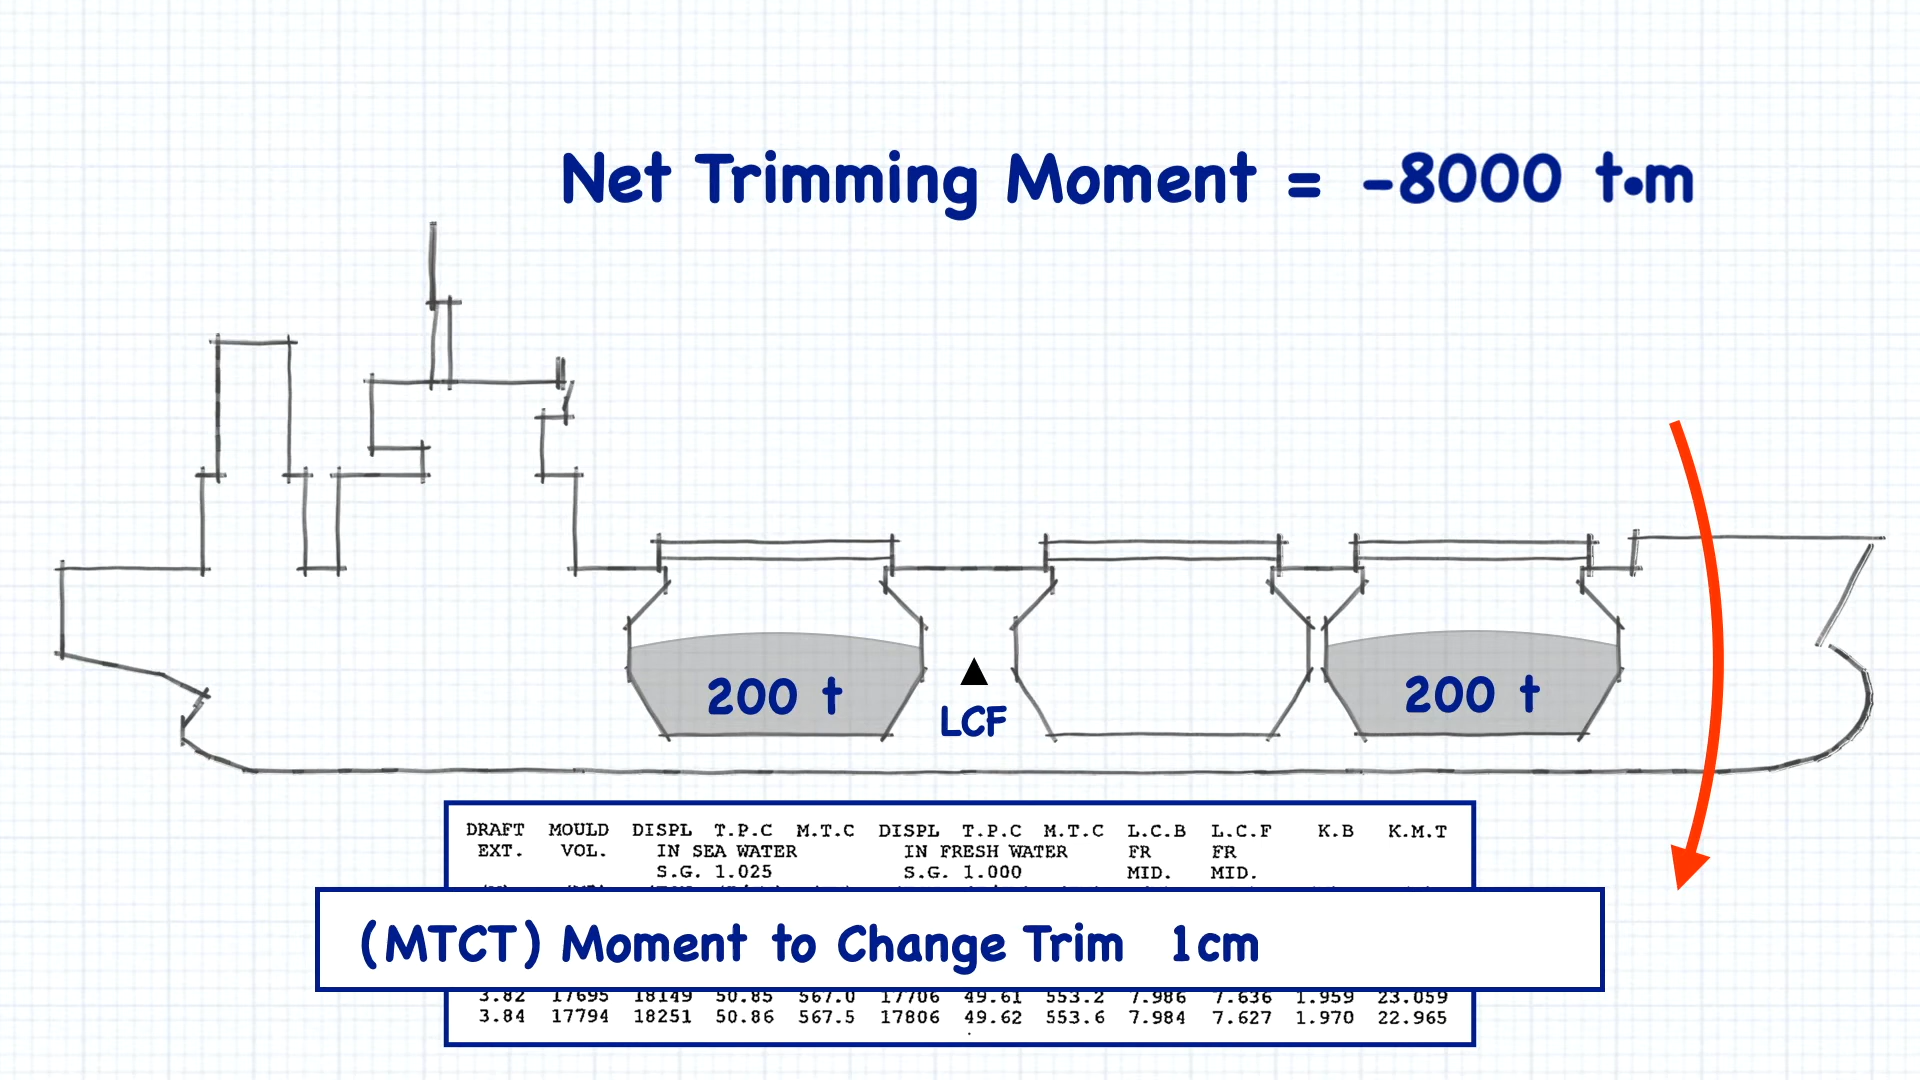 Net Trimming Moment = -8000 t•m
200 t
LCF
200 t
DRAFT MOULD DISPL T.P.C M.T.C DISPL T.P.C M.T.C L.C.B L.C.F K.B K.M.T
EXT. VOL. IN SEA WATER IN FRESH WATER FR FR
S.G. 1.025 S.G. 1.000 MID. MID.
(MTCT) Moment to Change Trim 1cm
3.82 17695 18149 50.85 567.0 17706 49.61 553.2 7.986 7.636 1.959 23.059
3.84 17794 18251 50.86 567.5 17806 49.62 553.6 7.984 7.627 1.970 22.965